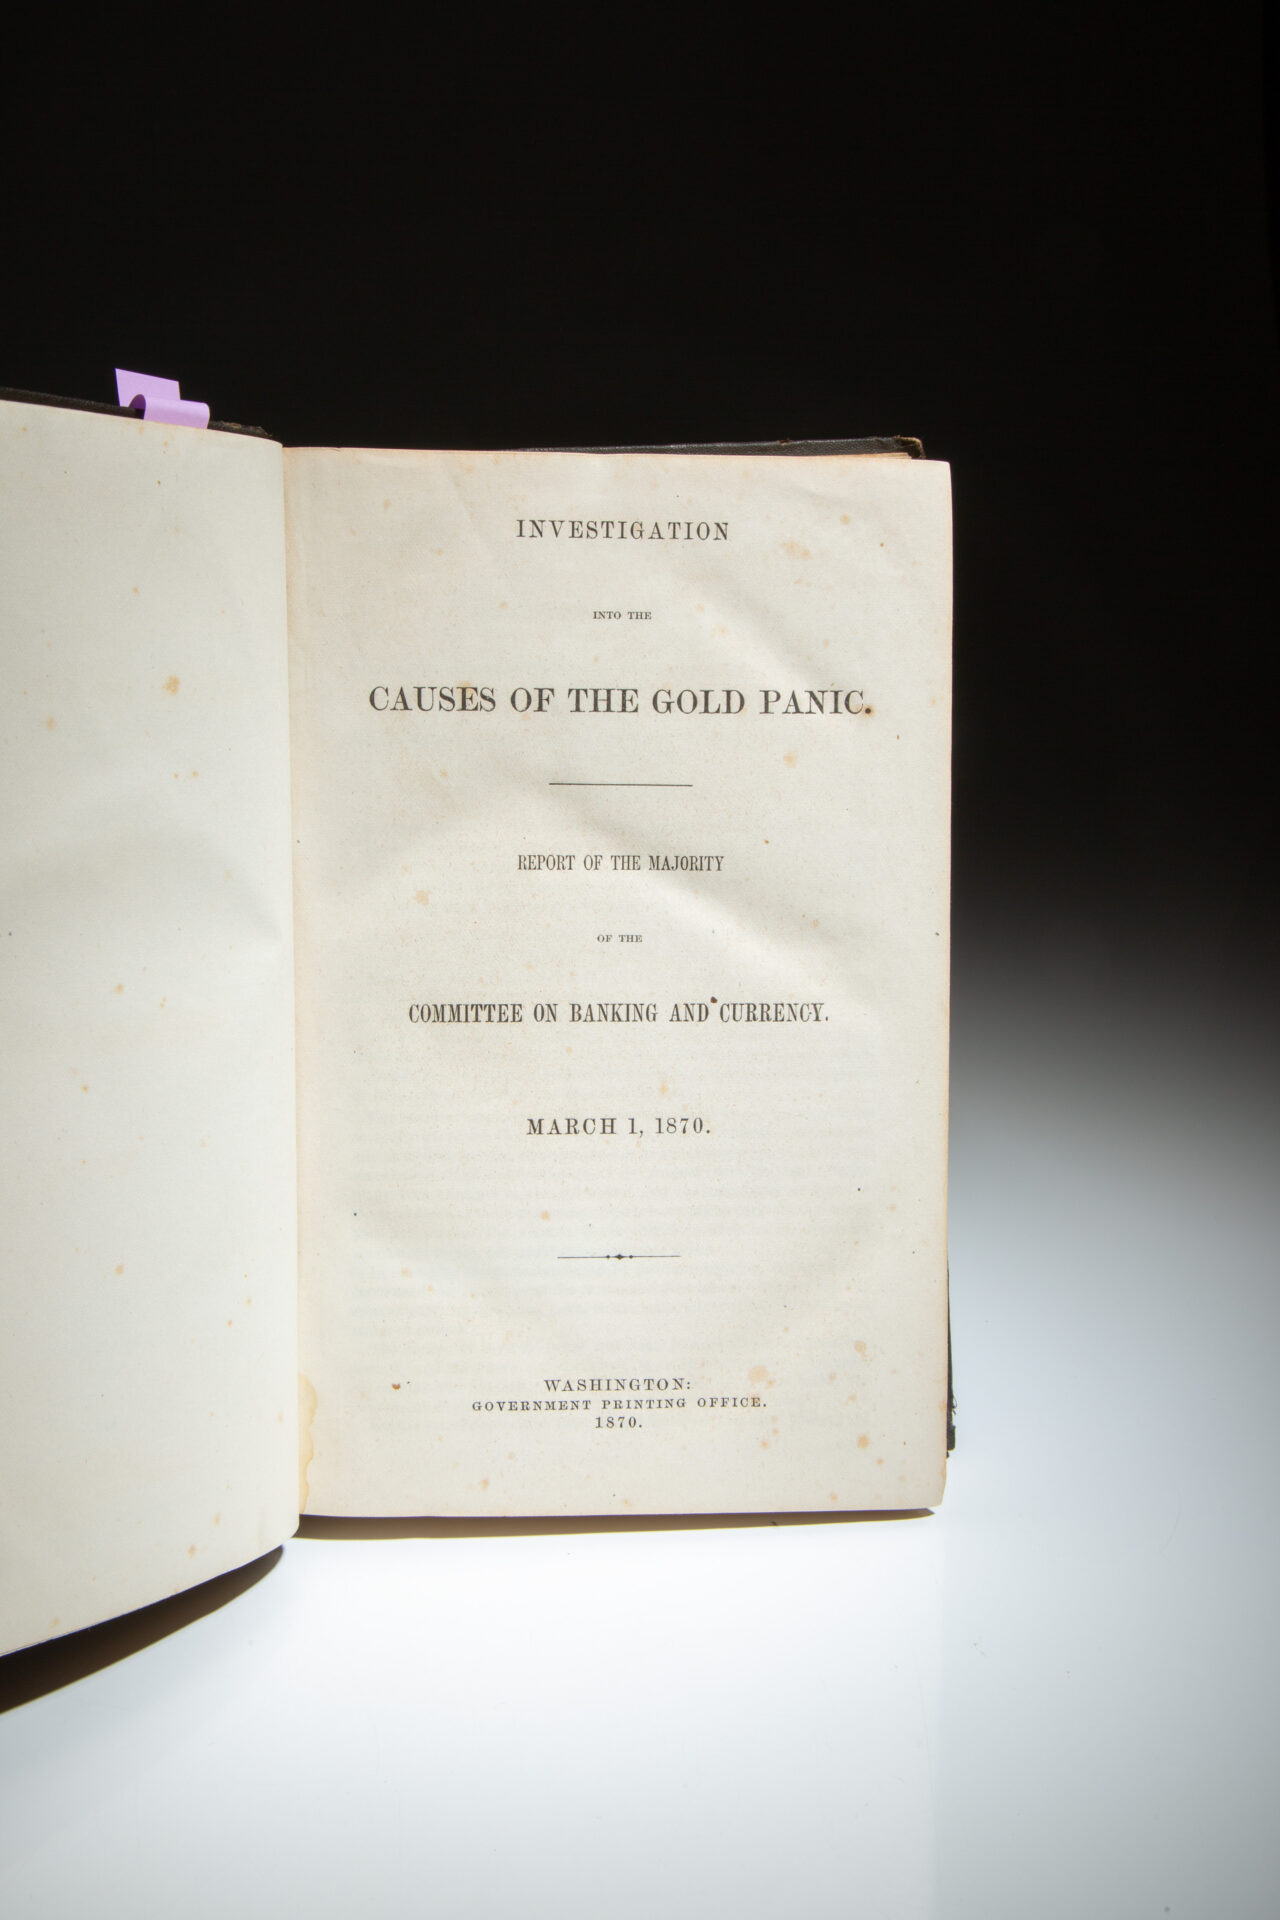 INVESTIGATION
INTO THE
CAUSES OF THE GOLD PANIC.
REPORT OF THE MAJORITY
OF THE
COMMITTEE ON BANKING AND CURRENCY.
MARCH 1, 1870.
WASHINGTON:
GOVERNMENT PRINTING OFFICE.
1870.